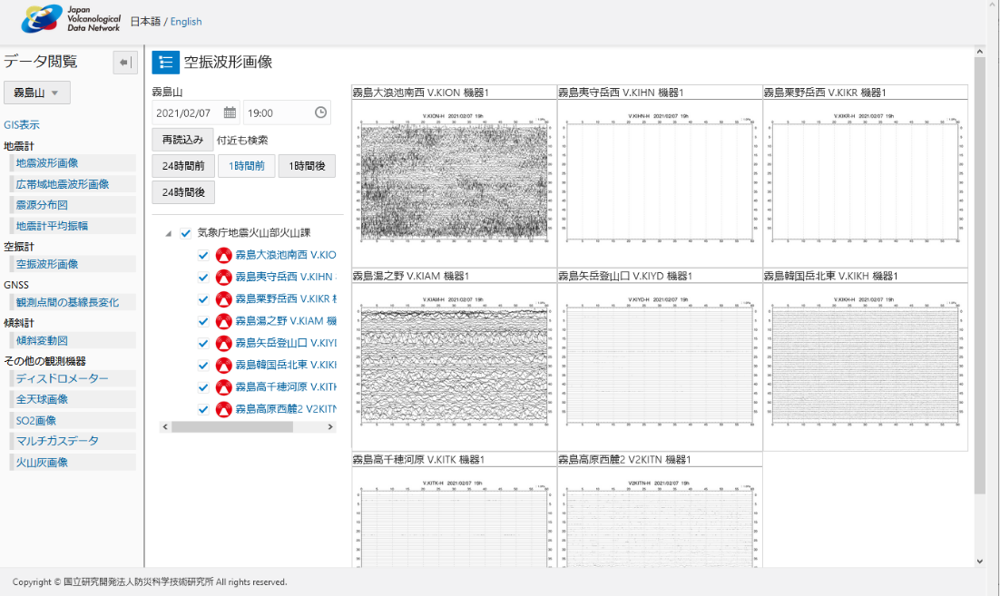 Japan
Volcanological
Data Network
日本語 / English
データ閲覧
霧島山
GIS表示
地震計
地震波形画像
広帯域地震波形画像
震源分布図
地震計平均振幅
空振計
空振波形画像
GNSS
観測点間の基線長変化
傾斜計
傾斜変動図
その他の観測機器
ディスドロメーター
全天球画像
SO2画像
マルチガスデータ
火山灰画像
空振波形画像
霧島山
2021/02/07 19:00
再読込み 付近も検索
24時間前 1時間前 1時間後
24時間後
気象庁地震火山部火山課
霧島大浪池南西 V.KIO
霧島夷守岳西 V.KIHN
霧島栗野岳西 V.KIKR
霧島湯之野 V.KIAM 機
霧島矢岳登山口 V.KIYD
霧島韓国岳北東 V.KIKH
霧島高千穂河原 V.KITK
霧島高原西麓2 V2KITN
霧島大浪池南西 V.KION 機器1
V.KION-H 2021/02/07 19h
霧島夷守岳西 V.KIHN 機器1
V.KIHN-H 2021/02/07 19h
霧島栗野岳西 V.KIKR 機器1
V.KIKR-H 2021/02/07 19h
霧島湯之野 V.KIAM 機器1
V.KIAM-H 2021/02/07 19h
霧島矢岳登山口 V.KIYD 機器1
V.KIYD-H 2021/02/07 19h
霧島韓国岳北東 V.KIKH 機器1
V.KIKH-H 2021/02/07 19h
霧島高千穂河原 V.KITK 機器1
V.KITK-H 2021/02/07 19h
霧島高原西麓2 V2KITN 機器1
V2KITN-H 2021/02/07 19h
Copyright © 国立研究開発法人防災科学技術研究所 All rights reserved.